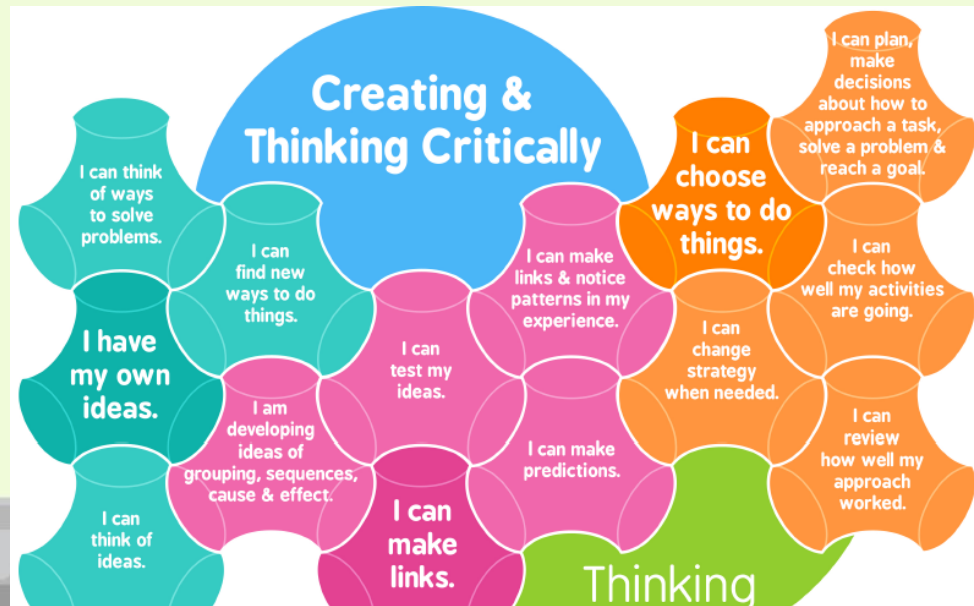 Creating &
Thinking Critically
I can think
of ways
to solve
problems.
I can
find new
ways to do
things.
I have
my own
ideas.
I can
think of
ideas.
I am
developing
ideas of
grouping, sequences,
cause & effect.
I can
test my
ideas.
I can make
links & notice
patterns in my
experience.
I can make
predictions.
I can
make
links.
I can
choose
ways to do
things.
I can plan,
make
decisions
about how to
approach a task,
solve a problem &
reach a goal.
I can
check how
well my activities
are going.
I can
change
strategy
when needed.
I can
review
how well my
approach
worked.
Thinking